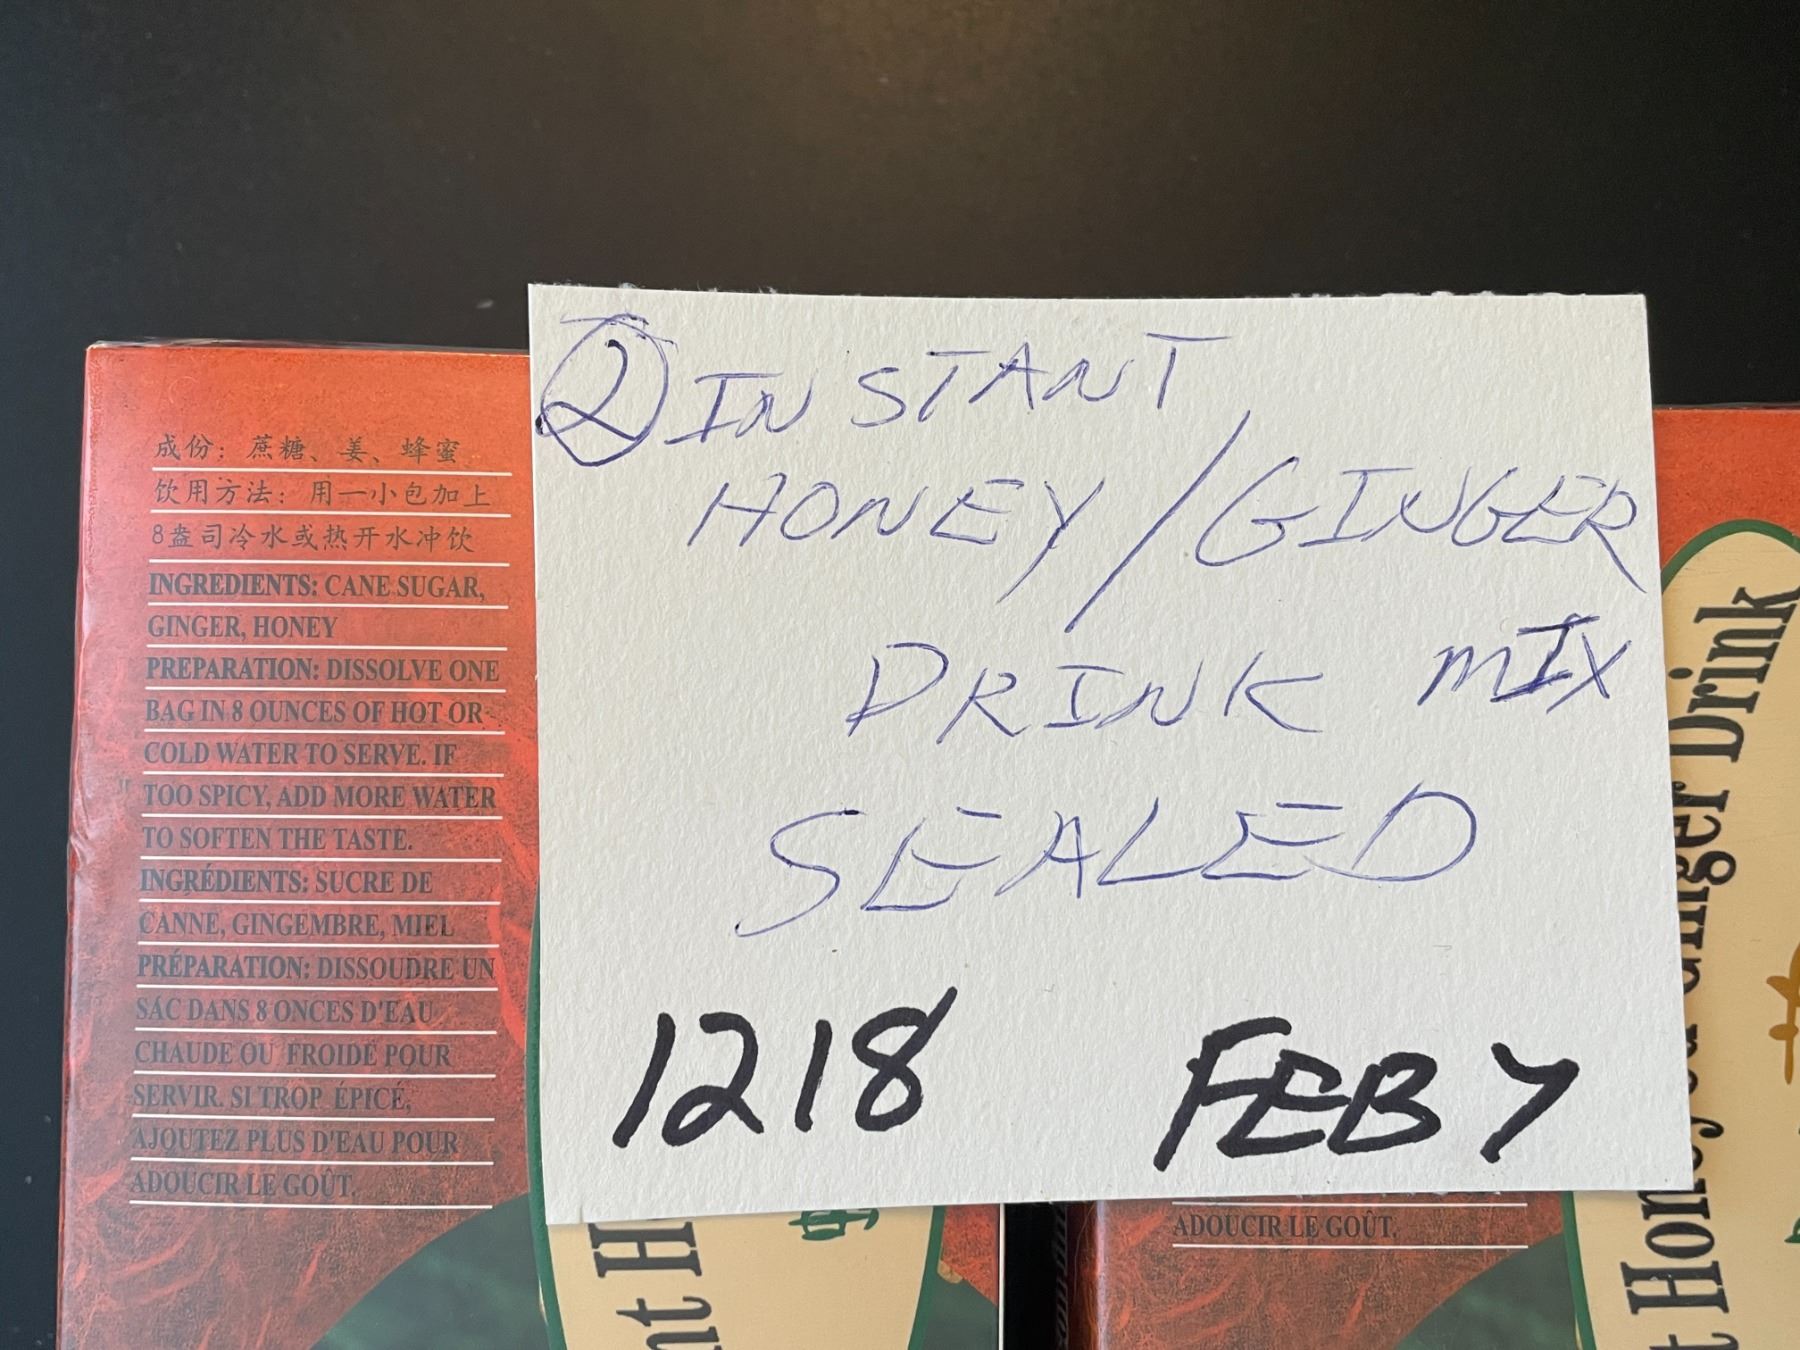 成份：蔗糖、姜、蜂蜜
饮用方法：用一小包加上
8盎司冷水或热开水冲饮
INGREDIENTS: CANE SUGAR,
GINGER, HONEY
PREPARATION: DISSOLVE ONE
BAG IN 8 OUNCES OF HOT OR
COLD WATER TO SERVE. IF
TOO SPICY, ADD MORE WATER
TO SOFTEN THE TASTE.
INGRÉDIENTS: SUCRE DE
CANNE, GINGEMBRE, MIEL
PRÉPARATION: DISSOUDRE UN
SAC DANS 8 ONCES D'EAU
CHAUDE OU FROIDE POUR
SERVIR. SI TROP ÉPICÉ,
AJOUTEZ PLUS D'EAU POUR
ADOUCIR LE GOÛT.
② INSTANT
HONEY/GINGER
DRINK MIX
SEALED
1218 FEB 7
ADOUCIR LE GOÛT.
Honey Ginger Drink